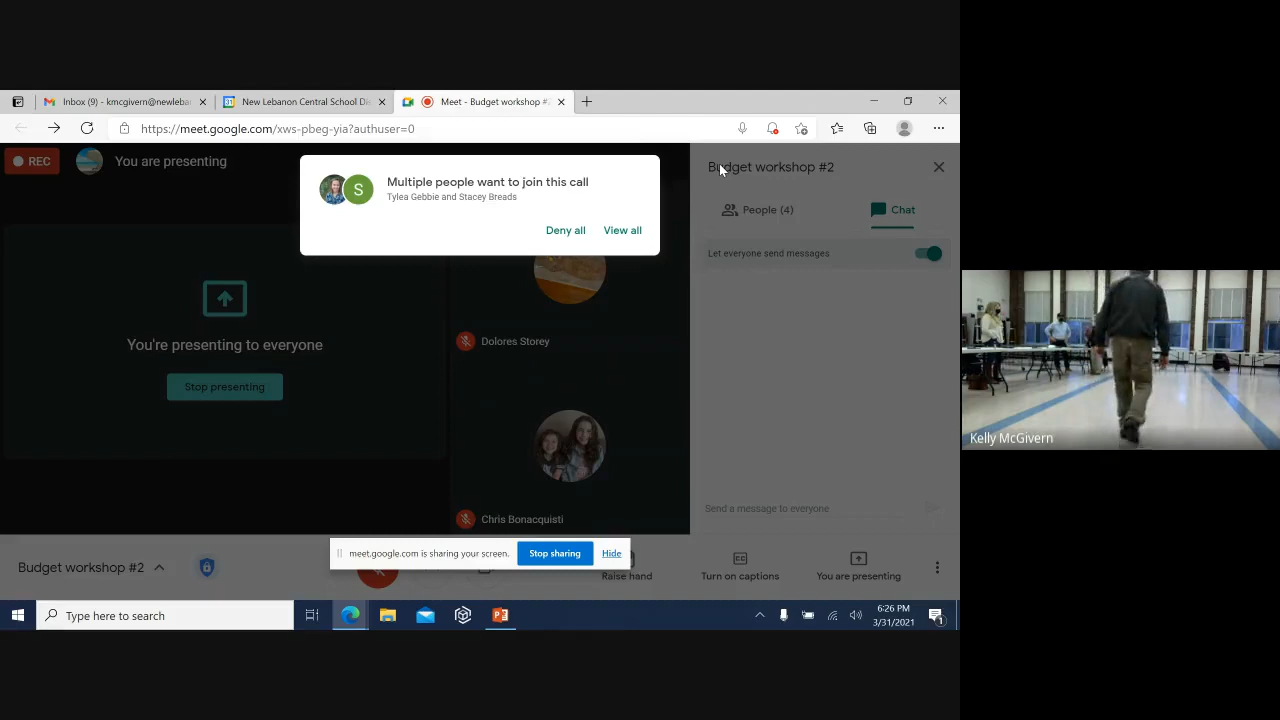 Inbox (9) - kmcgivern@newleba
New Lebanon Central School Di
Meet - Budget workshop #2
https://meet.google.com/xws-pbeg-yia?authuser=0
REC
You are presenting
Multiple people want to join this call
Tylea Gebbie and Stacey Breads
S
Deny all
View all
Budget workshop #2
People (4)
Chat
Let everyone send messages
You're presenting to everyone
Stop presenting
Dolores Storey
Chris Bonacquisti
Send a message to everyone
Kelly McGivern
meet.google.com is sharing your screen.
Stop sharing
Hide
Budget workshop #2
Raise hand
Turn on captions
You are presenting
Type here to search
6:26 PM
3/31/2021
1